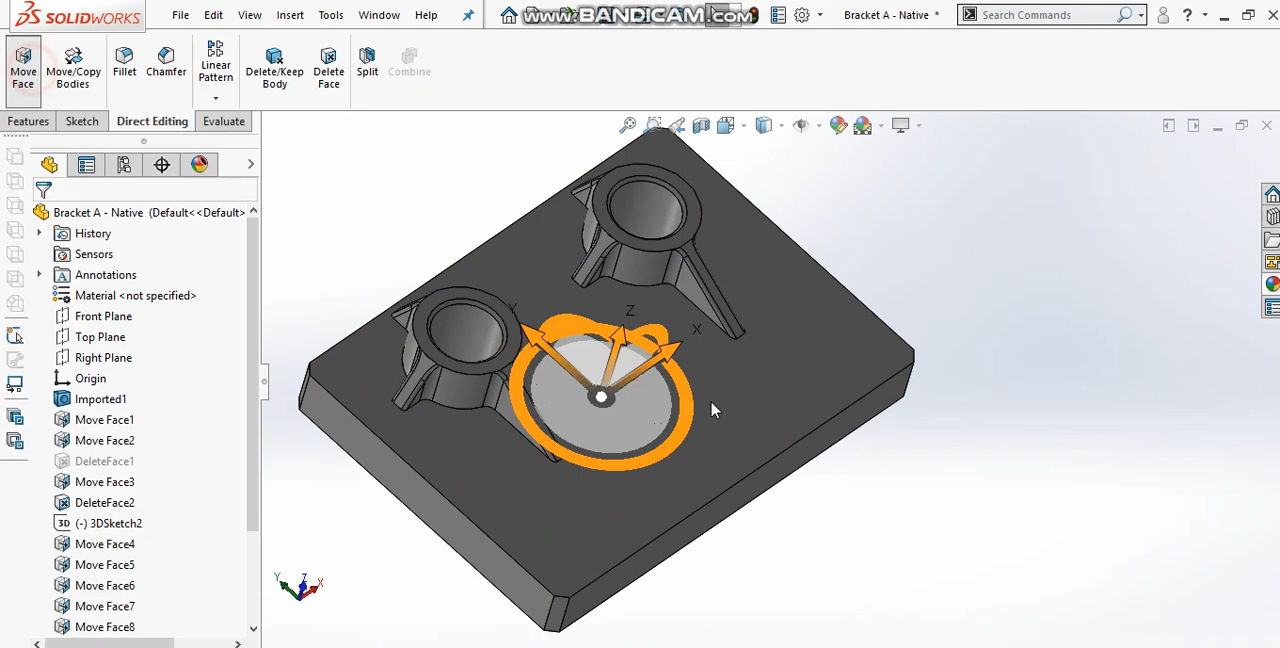 SOLIDWORKS File Edit View Insert Tools Window Help www.BANDICAM.com Bracket A - Native * Search Commands ?
Move Face Move/Copy Bodies Fillet Chamfer Linear Pattern Delete/Keep Body Delete Face Split Combine
Features Sketch Direct Editing Evaluate
Bracket A - Native (Default<<Default>
History
Sensors
Annotations
Material <not specified>
Front Plane
Top Plane
Right Plane
Origin
Imported1
Move Face1
Move Face2
DeleteFace1
Move Face3
DeleteFace2
3D (-) 3DSketch2
Move Face4
Move Face5
Move Face6
Move Face7
Move Face8
Y Z X
Y Z X